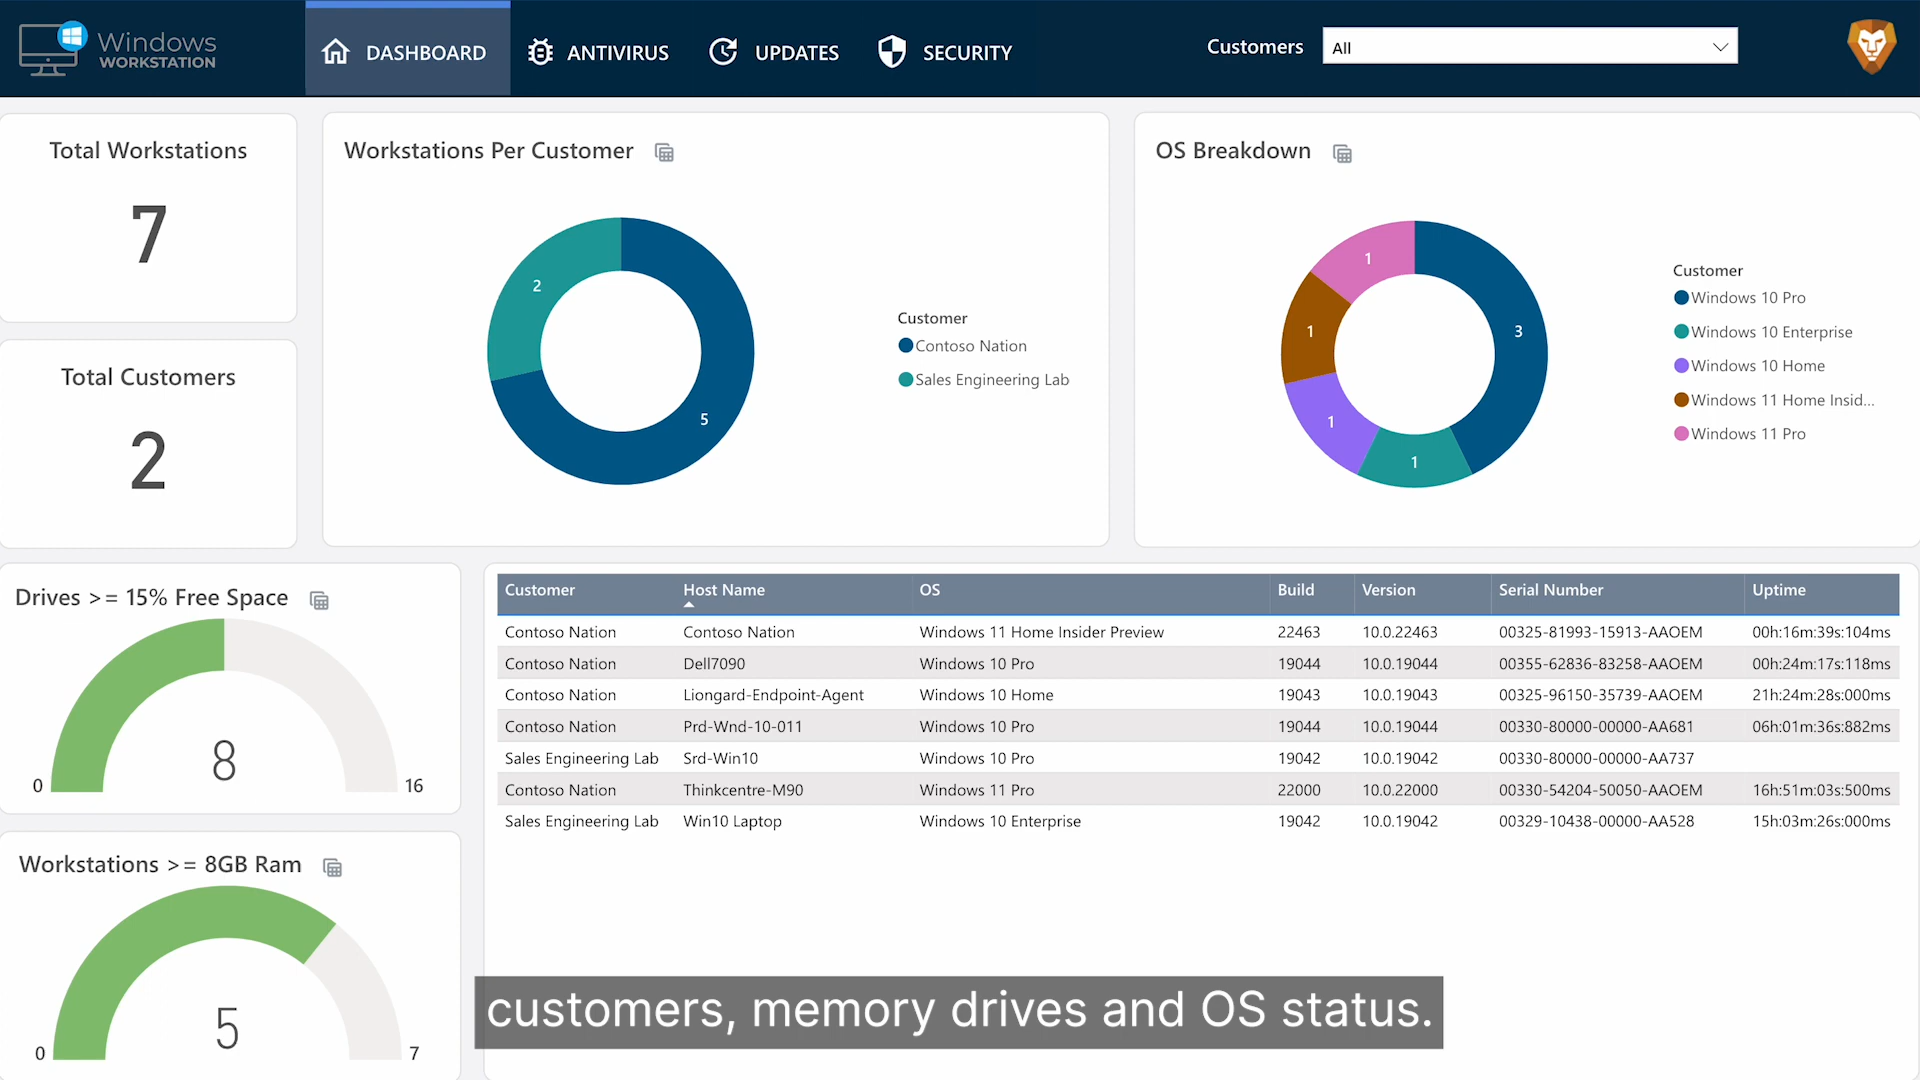 Windows
WORKSTATION
DASHBOARD
ANTIVIRUS
UPDATES
SECURITY
Customers
All
Total Workstations
7
Total Customers
2
Workstations Per Customer
2
5
Customer
Contoso Nation
Sales Engineering Lab
OS Breakdown
1
1
1
1
3
Customer
Windows 10 Pro
Windows 10 Enterprise
Windows 10 Home
Windows 11 Home Insid...
Windows 11 Pro
Drives >= 15% Free Space
8
0
16
Workstations >= 8GB Ram
5
0
7
Customer Host Name OS Build Version Serial Number Uptime
Contoso Nation Contoso Nation Windows 11 Home Insider Preview 22463 10.0.22463 00325-81993-15913-AAOEM 00h:16m:39s:104ms
Contoso Nation Dell7090 Windows 10 Pro 19044 10.0.19044 00355-62836-83258-AAOEM 00h:24m:17s:118ms
Contoso Nation Liongard-Endpoint-Agent Windows 10 Home 19043 10.0.19043 00325-96150-35739-AAOEM 21h:24m:28s:000ms
Contoso Nation Prd-Wnd-10-011 Windows 10 Pro 19044 10.0.19044 00330-80000-00000-AA681 06h:01m:36s:882ms
Sales Engineering Lab Srd-Win10 Windows 10 Pro 19042 10.0.19042 00330-80000-00000-AA737
Contoso Nation Thinkcentre-M90 Windows 11 Pro 22000 10.0.22000 00330-54204-50050-AAOEM 16h:51m:03s:500ms
Sales Engineering Lab Win10 Laptop Windows 10 Enterprise 19042 10.0.19042 00329-10438-00000-AA528 15h:03m:26s:000ms
customers, memory drives and OS status.